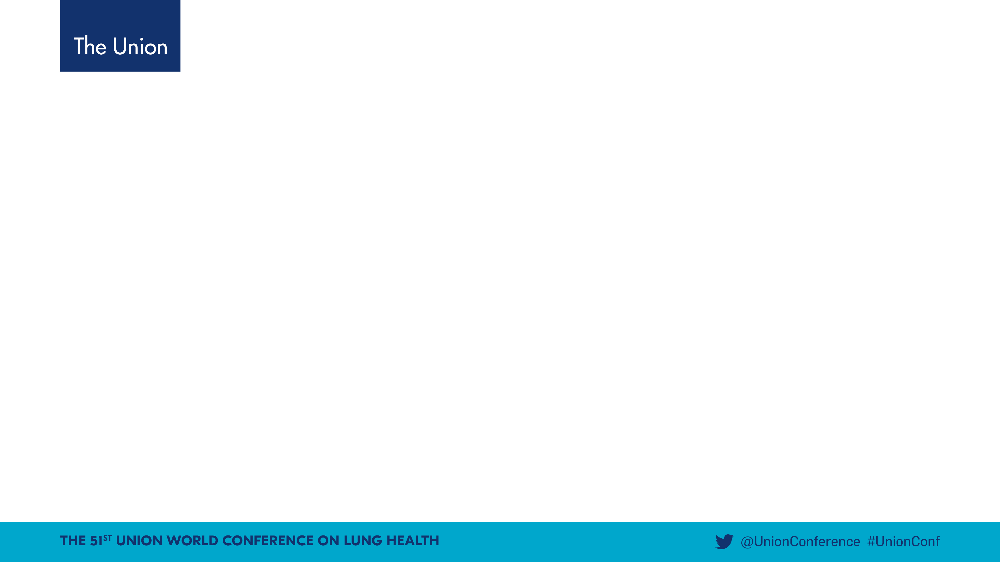 The Union
THE 51ST UNION WORLD CONFERENCE ON LUNG HEALTH
@UnionConference #UnionConf